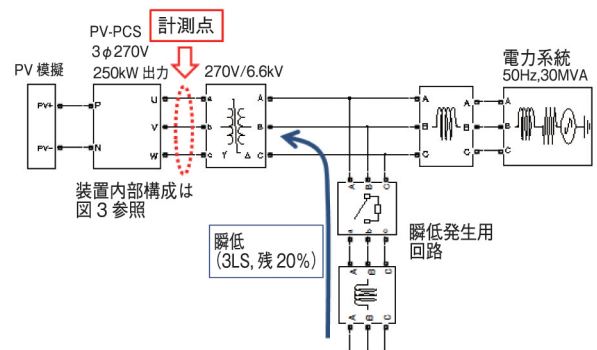 計測点
PV-PCS
3φ270V
250kW 出力
PV 模擬
270V/6.6kV
電力系統
50Hz,30MVA
PV+
PV-
P
N
U
V
W
a
b
c
A
B
C
Y
Δ
A
B
C
A
B
C
A
B
C
装置内部構成は
図3参照
瞬低
(3LS, 残 20%)
A
B
C
a
b
c
瞬低発生用
回路
A
B
C
A
B
C